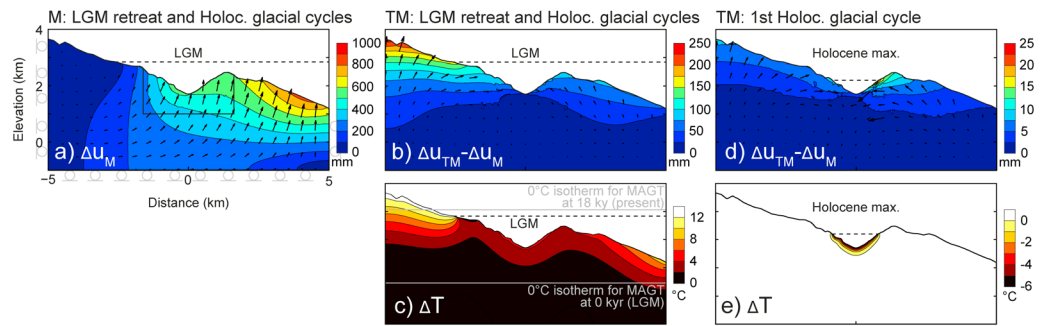 M: LGM retreat and Holoc. glacial cycles
TM: LGM retreat and Holoc. glacial cycles
TM: 1st Holoc. glacial cycle
4
2
0
Elevation (km)
LGM
a) ΔuM
1000
800
600
400
200
mm
-5
0
5
Distance (km)
LGM
b) ΔuTM-ΔuM
250
200
150
100
50
0
mm
Holocene max.
d) ΔuTM-ΔuM
25
20
15
10
5
0
mm
0°C isotherm for MAGT
at 18 ky (present)
LGM
0°C isotherm for MAGT
at 0 kyr (LGM)
c) ΔT
12
8
4
0
°C
Holocene max.
e) ΔT
0
-2
-4
-6
°C